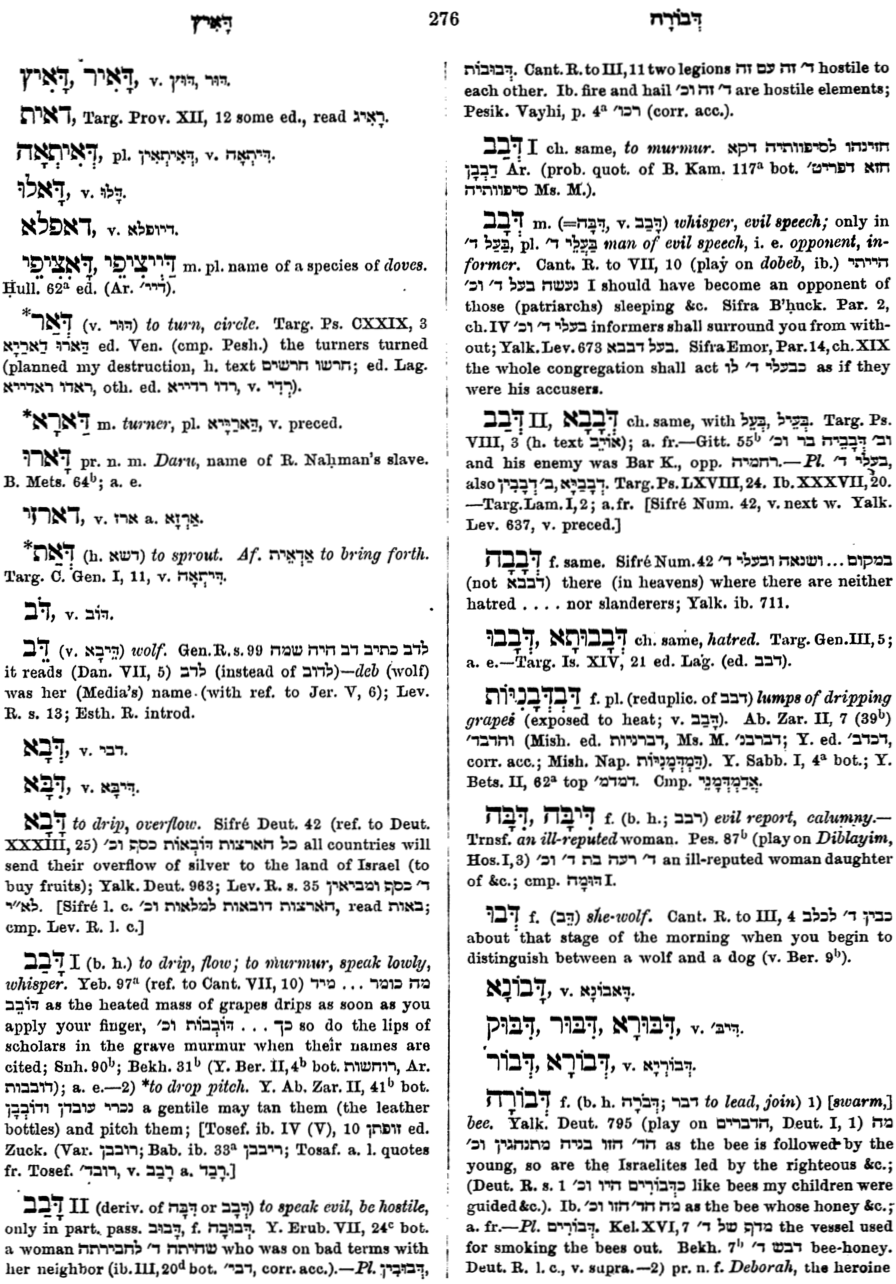 דָּאִיץ 276 דְּבוֹרָה
דָּאִיר, דָּאִיץ, v. דּוּר, דּוּץ.
דאית, Targ. Prov. XII, 12 some ed., read רָאִיג.
דְּאִיתְאָה, pl. דְּאִיתְאִין, v. דִּיתְאָה.
דָּאלוּ, v. דָּלוּ.
דאפלא, v. דיופלא.
m. pl. name of a species of doves.
Ḥull. 62ᵃ ed. (Ar. דיי׳).
*דְּאַר (v. דּוּר) to turn, circle. Targ. Ps. CXXIX, 3
ed. Ven. (cmp. Pesh.) the turners turned
(planned my destruction, h. text חרשו חרשים; ed. Lag.
ראדו ראדייא, oth. ed. רדו רדייא, v. רְדִי).
*דַּאֲרָא m. turner, pl. דַּאֲרַיָּיא, v. preced.
דָּארוּ pr. n. m. Daru, name of R. Naḥman's slave.
B. Mets. 64ᵇ; a. e.
דארזי, v. ארז a. אַרְזָא.
*דְּאַת (h. דשא) to sprout. Af. אַדְאֵית to bring forth.
Targ. C. Gen. I, 11, v. דִּיתְאָה.
דֹּב, v. דּוֹב.
דֵּב (v. דֵּיבָא) wolf. Gen. R. s. 99 לדב כתיב דב היה שמה
it reads (Dan. VII, 5) לדב (instead of לדוב)—deb (wolf)
was her (Media's) name (with ref. to Jer. V, 6); Lev.
R. s. 13; Esth. R. introd.
דְּבָא, v. דבי.
דִּבָּא, v. דִּיבָּא.
דְּבָא to drip, overflow. Sifré Deut. 42 (ref. to Deut.
XXXIII, 25) כל הארצות דּוֹבְאוֹת כסף וכ׳ all countries will
send their overflow of silver to the land of Israel (to
buy fruits); Yalk. Deut. 963; Lev. R. s. 35 ד׳ כסף ומביאין
לא״י. [Sifré l. c. הארצות דובאות למלאות וכ׳, read באות;
cmp. Lev. R. l. c.]
דָּבַב I (b. h.) to drip, flow; to murmur, speak lowly,
whisper. Yeb. 97ᵃ (ref. to Cant. VII, 10) מה כומר ... מיד
דּוֹבֵב as the heated mass of grapes drips as soon as you
apply your finger, כך ... דּוֹבְבוֹת וכ׳ so do the lips of
scholars in the grave murmur when their names are
cited; Snh. 90ᵇ; Bekh. 31ᵇ (Y. Ber. II, 4ᵇ bot. רוחשות, Ar.
דובבות); a. e.—2) *to drop pitch. Y. Ab. Zar. II, 41ᵇ bot.
נכרי עובדן ודוֹבְבָן a gentile may tan them (the leather
bottles) and pitch them; [Tosef. ib. IV (V), 10 זופתן ed.
Zuck. (Var. רובבן; Bab. ib. 33ᵃ ריבבן; Tosaf. a. l. quotes
fr. Tosef. רובד׳, v. רָבַב a. רָבַד.]
דָּבַב II (deriv. of דִּבָּה or דָּבָב) to speak evil, be hostile,
only in part. pass. דָּבוּב, f. דְּבוּבָה. Y. Erub. VII, 24ᶜ bot.
a woman שהיתה ד׳ לחבירתה who was on bad terms with
her neighbor (ib. III, 20ᵈ bot. דבי׳, corr. acc.).—Pl. דְּבוּבִין,
דְּבוּבוֹת. Cant. R. to III, 11 two legions ד׳ זה עם זה hostile to
each other. Ib. fire and hail ד׳ זה וכ׳ are hostile elements;
Pesik. Vayhi, p. 4ᵃ רכו׳ (corr. acc.).
דְּבַב I ch. same, to murmur. חזינהו לסיפוותיה דקא
דָבְבָן Ar. (prob. quot. of B. Kam. 117ᵃ bot. חזא דפריט׳
סיפוותיה Ms. M.).
דְּבָב m. (=דִּבָּה, v. דָּבַב) whisper, evil speech; only in
בַּעַל ד׳, pl. בַּעֲלֵי ד׳ man of evil speech, i. e. opponent, in-
former. Cant. R. to VII, 10 (play on dobeb, ib.) הייתי
נעשה בעל ד׳ וכ׳ I should have become an opponent of
those (patriarchs) sleeping &c. Sifra B'huck. Par. 2,
ch. IV בעלי ד׳ וכ׳ informers shall surround you from with-
out; Yalk. Lev. 673 בעל דבבא. Sifra Emor, Par. 14, ch. XIX
the whole congregation shall act כבעלי ד׳ לו as if they
were his accusers.
דְּבַב II, דְּבָבָא ch. same, with בְּעֵיל, בְּעֵל. Targ. Ps.
VIII, 3 (h. text אוֹיֵב); a. fr.—Gitt. 55ᵇ וב׳ דְּבָבֵיה בר וכ׳
and his enemy was Bar K., opp. רחמיה.—Pl. בַּעֲלֵי ד׳,
also דְּבָבַיָּא, ב׳ דְּבָבִין. Targ. Ps. LXVIII, 24. Ib. XXXVII, 20.
—Targ. Lam. I, 2; a. fr. [Sifré Num. 42, v. next w. Yalk.
Lev. 637, v. preced.]
דְּבָבָה f. same. Sifré Num. 42 במקום ... ושנאה ובעלי ד׳
(not דבבא) there (in heavens) where there are neither
hatred .... nor slanderers; Yalk. ib. 711.
דְּבָבוּתָא, דְּבָבוּ ch. same, hatred. Targ. Gen. III, 5;
a. e.—Targ. Is. XIV, 21 ed. Lag. (ed. דבב).
דַּבְדְּבָנִיּוֹת f. pl. (reduplic. of דבב) lumps of dripping
grapes (exposed to heat; v. דָּבַב). Ab. Zar. II, 7 (39ᵇ)
והדבד׳ (Mish. ed. דברניות, Ms. M. דברבנ׳; Y. ed. דכדב׳,
corr. acc.; Mish. Nap. דַּמְדְּמָנִיּוֹת). Y. Sabb. I, 4ᵃ bot.; Y.
Bets. II, 62ᵃ top דמדמ׳. Cmp. אֲדַמְדְּמָנֵי.
דִּיבָּה, דִּבָּה f. (b. h.; רבב) evil report, calumny.—
Trnsf. an ill-reputed woman. Pes. 87ᵇ (play on Diblayim,
Hos. I, 3) ד׳ רעה בת ד׳ וכ׳ an ill-reputed woman daughter
of &c.; cmp. דּוּמָה I.
דְּבוּ f. (דֵּב) she-wolf. Cant. R. to III, 4 כבין ד׳ לכלב
about that stage of the morning when you begin to
distinguish between a wolf and a dog (v. Ber. 9ᵇ).
דָּבוֹנָא, v. דָּאבוֹנָא.
דְּבוּק, דִּבּוּר, דִּבּוּרָא, v. דִּיבּ׳.
דְּבוֹר, דְּבוֹרָא, v. דְּבוֹרְיָא.
דְּבוֹרָה f. (b. h. דְּבוֹרָה; דבר to lead, join) 1) [swarm,]
bee. Yalk. Deut. 795 (play on הדברים, Deut. I, 1) מה
הד׳ הזו בניה מתנהגין וכ׳ as the bee is followed by the
young, so are the Israelites led by the righteous &c.;
(Deut. R. s. 1 כִּדְבוֹרִים היו וכ׳ like bees my children were
guided &c.). Ib. מה הד׳ הזו וכ׳ as the bee whose honey &c.;
a. fr.—Pl. דְּבוֹרִים. Kel. XVI, 7 מדף של ד׳ the vessel used
for smoking the bees out. Bekh. 7ᵇ דבש ד׳ bee-honey.
Deut. R. l. c., v. supra.—2) pr. n. f. Deborah, the heroine